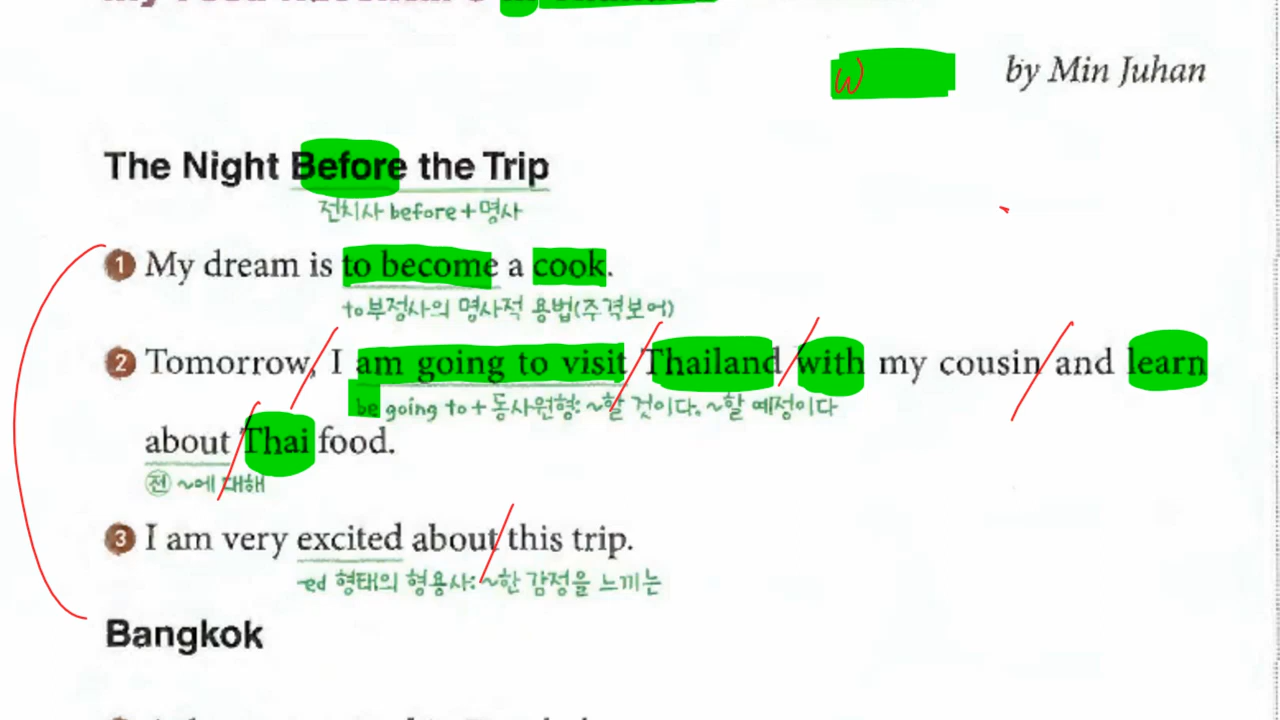 by Min Juhan
The Night Before the Trip
전치사 before+명사
1 My dream is to become a cook.
to부정사의 명사적 용법(주격보어)
2 Tomorrow, I am going to visit Thailand with my cousin and learn
be going to + 동사원형: ~할 것이다, ~할 예정이다
about Thai food.
전 ~에 대해
3 I am very excited about this trip.
-ed 형태의 형용사: ~한 감정을 느끼는
Bangkok